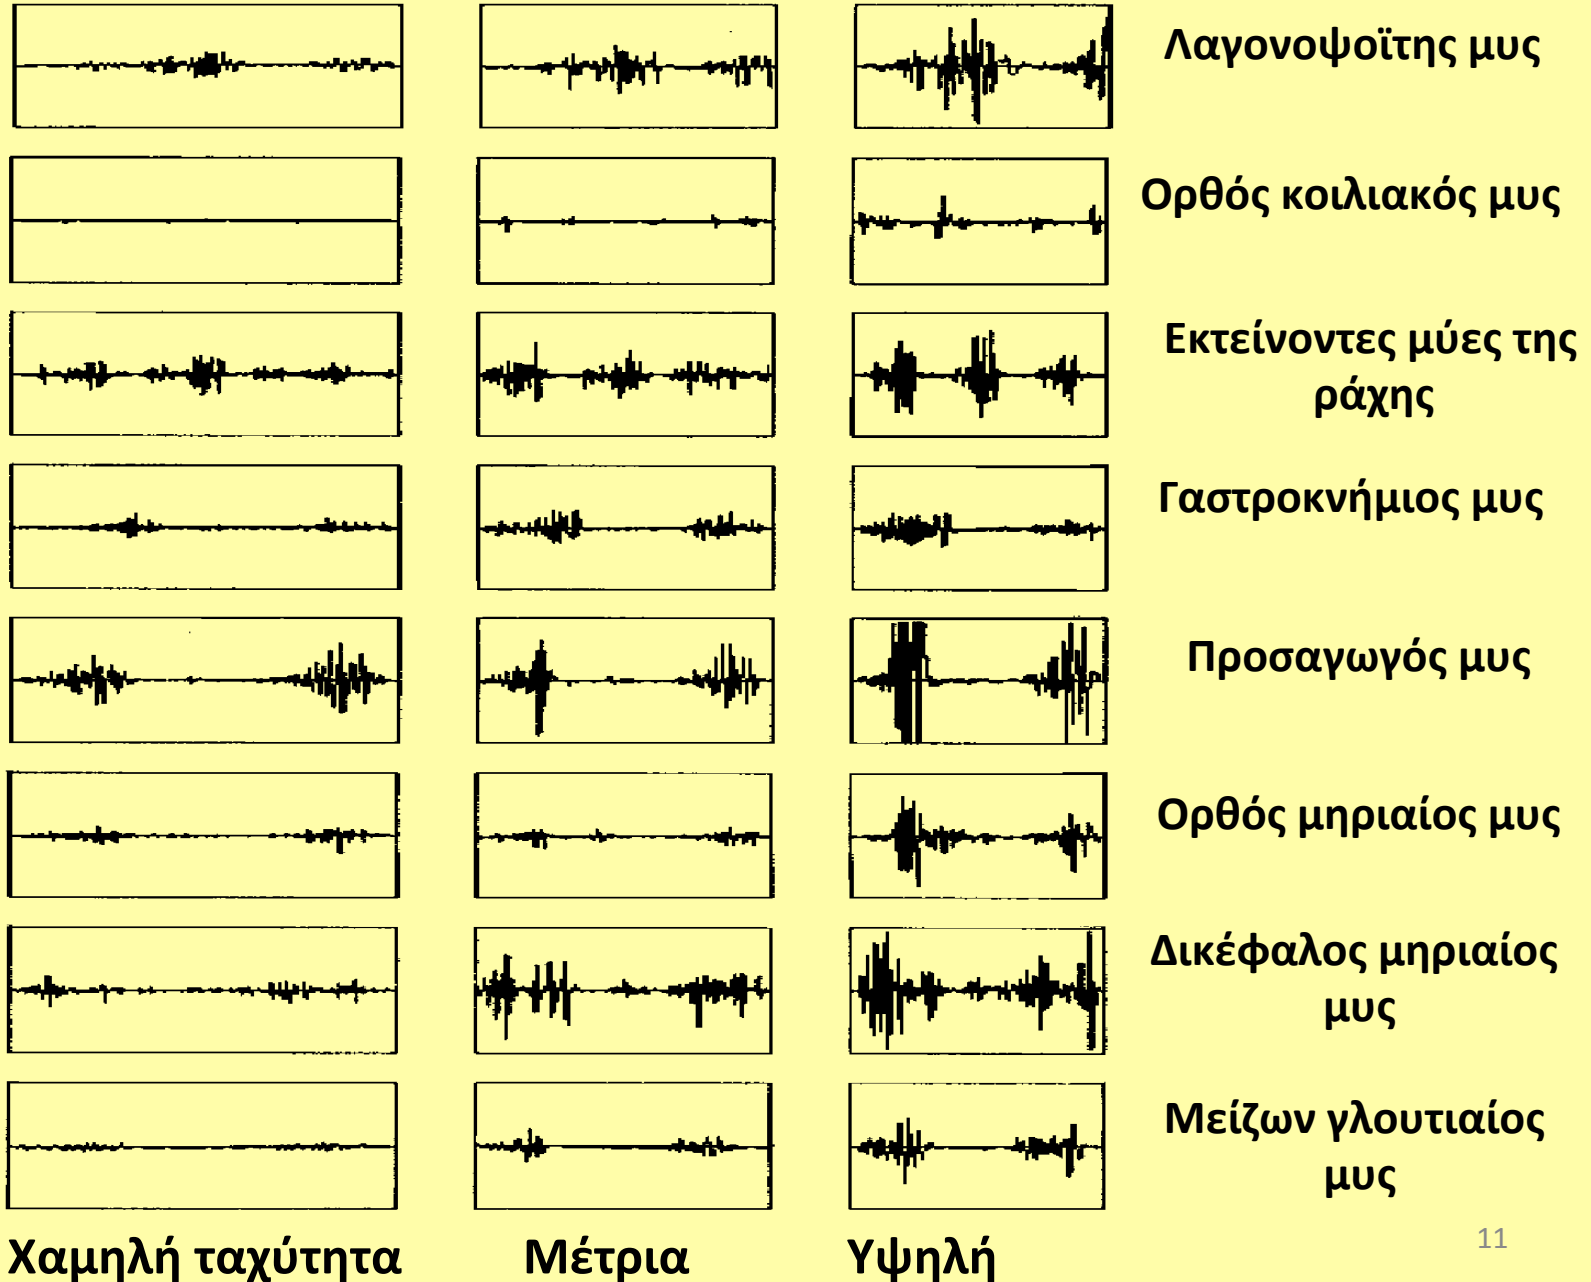 Λαγονοψοΐτης μυς
Ορθός κοιλιακός μυς
Εκτείνοντες μύες της
ράχης
Γαστροκνήμιος μυς
Προσαγωγός μυς
Ορθός μηριαίος μυς
Δικέφαλος μηριαίος
μυς
Μείζων γλουτιαίος
μυς
Χαμηλή ταχύτητα Μέτρια Υψηλή
11